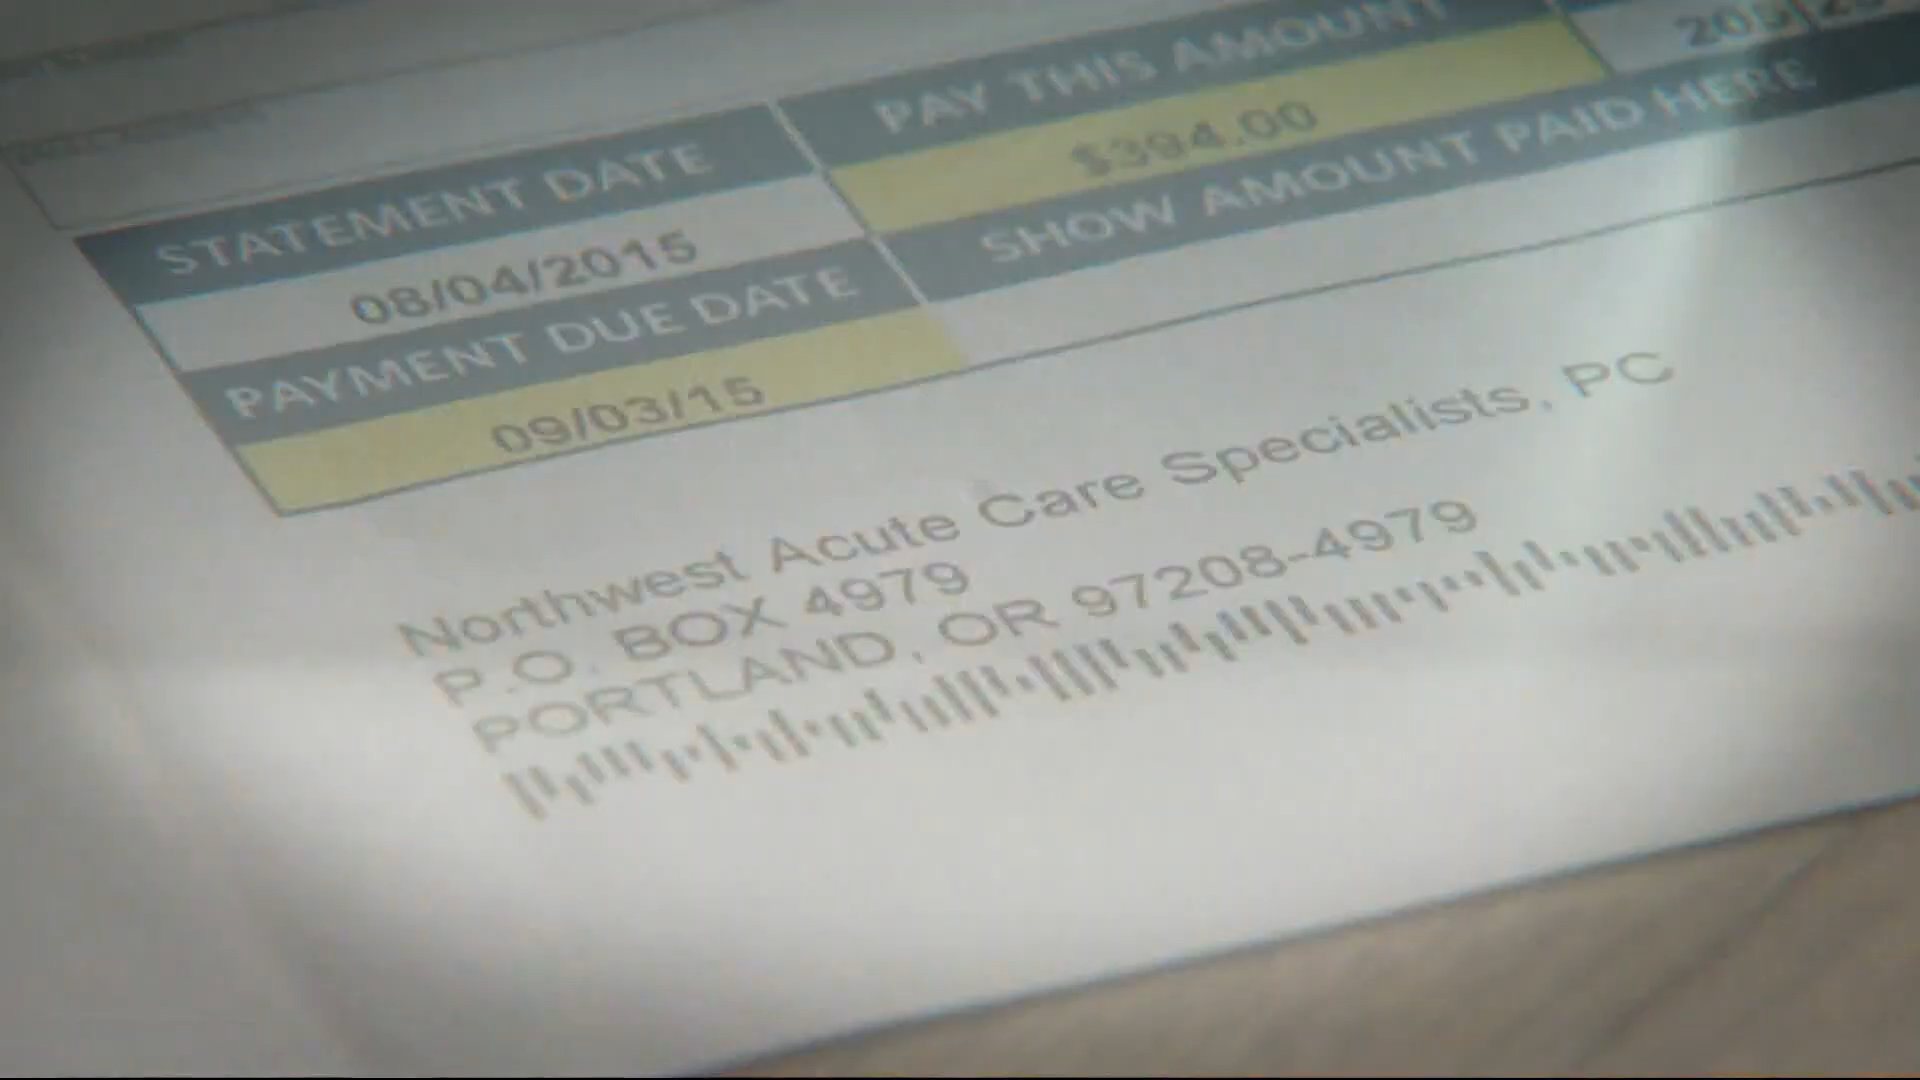 PAY THIS AMOUNT
$394.00
STATEMENT DATE
08/04/2015
SHOW AMOUNT PAID HERE
PAYMENT DUE DATE
09/03/15
Northwest Acute Care Specialists, PC
P.O. BOX 4979
PORTLAND, OR 97208-4979